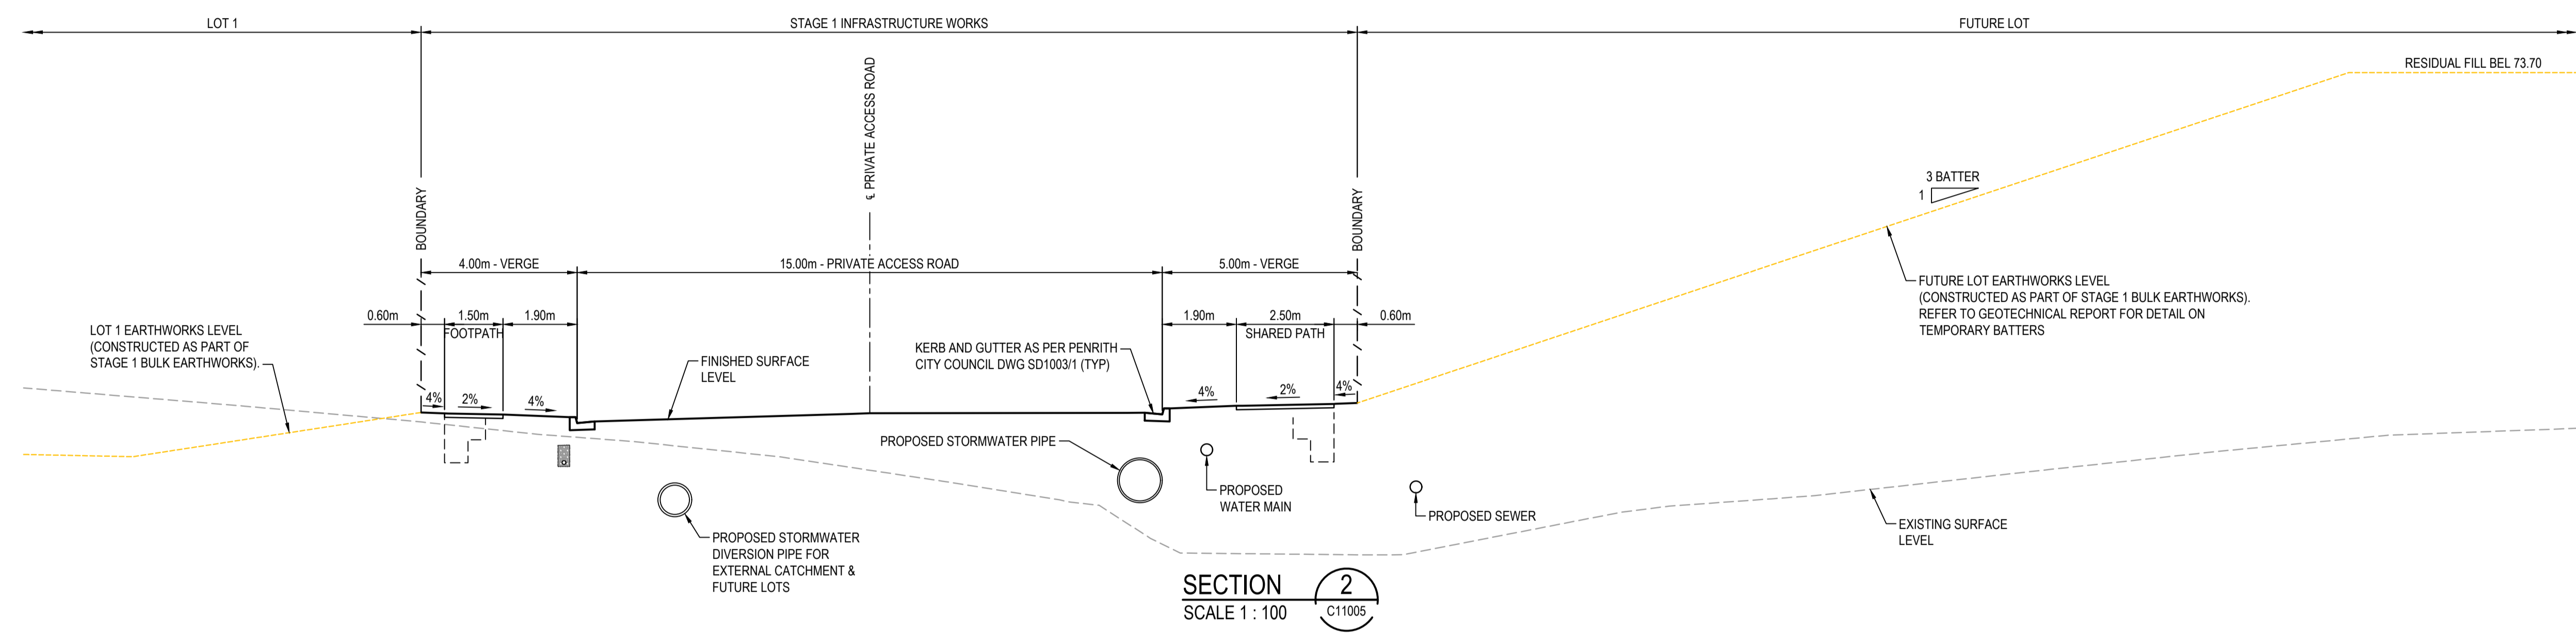 LOT 1
STAGE 1 INFRASTRUCTURE WORKS
FUTURE LOT
RESIDUAL FILL BEL 73.70
℄ PRIVATE ACCESS ROAD
BOUNDARY
BOUNDARY
3 BATTER
1
4.00m - VERGE
15.00m - PRIVATE ACCESS ROAD
5.00m - VERGE
0.60m
1.50m
FOOTPATH
1.90m
1.90m
2.50m
SHARED PATH
0.60m
LOT 1 EARTHWORKS LEVEL
(CONSTRUCTED AS PART OF
STAGE 1 BULK EARTHWORKS).
FINISHED SURFACE
LEVEL
KERB AND GUTTER AS PER PENRITH
CITY COUNCIL DWG SD1003/1 (TYP)
FUTURE LOT EARTHWORKS LEVEL
(CONSTRUCTED AS PART OF STAGE 1 BULK EARTHWORKS).
REFER TO GEOTECHNICAL REPORT FOR DETAIL ON
TEMPORARY BATTERS
4%
2%
4%
4%
2%
4%
PROPOSED STORMWATER PIPE
PROPOSED
WATER MAIN
PROPOSED SEWER
EXISTING SURFACE
LEVEL
PROPOSED STORMWATER
DIVERSION PIPE FOR
EXTERNAL CATCHMENT &
FUTURE LOTS
SECTION
SCALE 1 : 100
2
C11005